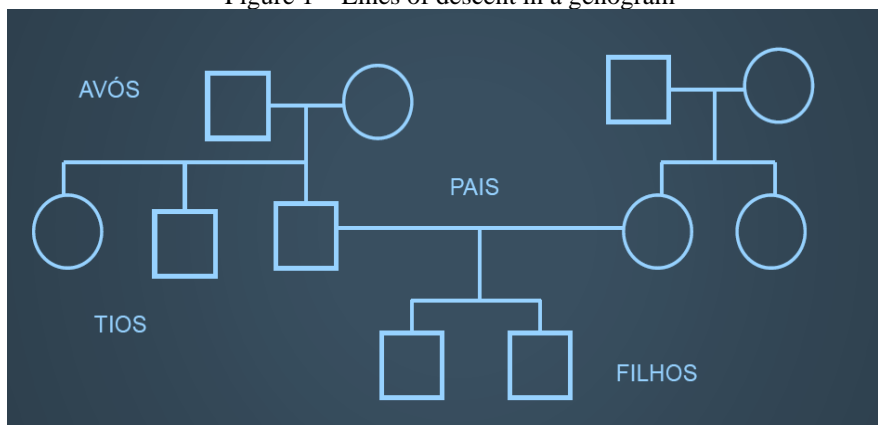 Figure 1 – Lines of descent in a genogram
AVÓS
PAIS
TIOS
FILHOS